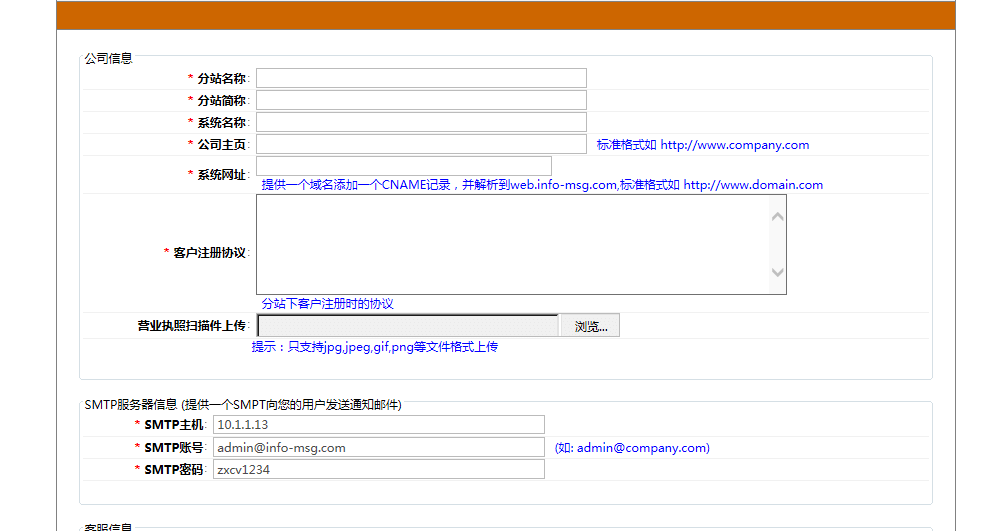 公司信息
* 分站名称:
* 分站简称:
* 系统名称:
* 公司主页: 标准格式如 http://www.company.com
* 系统网址:
提供一个域名添加一个CNAME记录，并解析到web.info-msg.com,标准格式如 http://www.domain.com
* 客户注册协议:
分站下客户注册时的协议
营业执照扫描件上传: 浏览...
提示：只支持jpg,jpeg,gif,png等文件格式上传
SMTP服务器信息 (提供一个SMPT向您的用户发送通知邮件)
* SMTP主机: 10.1.1.13
* SMTP账号: admin@info-msg.com (如: admin@company.com)
* SMTP密码: zxcv1234
客服信息